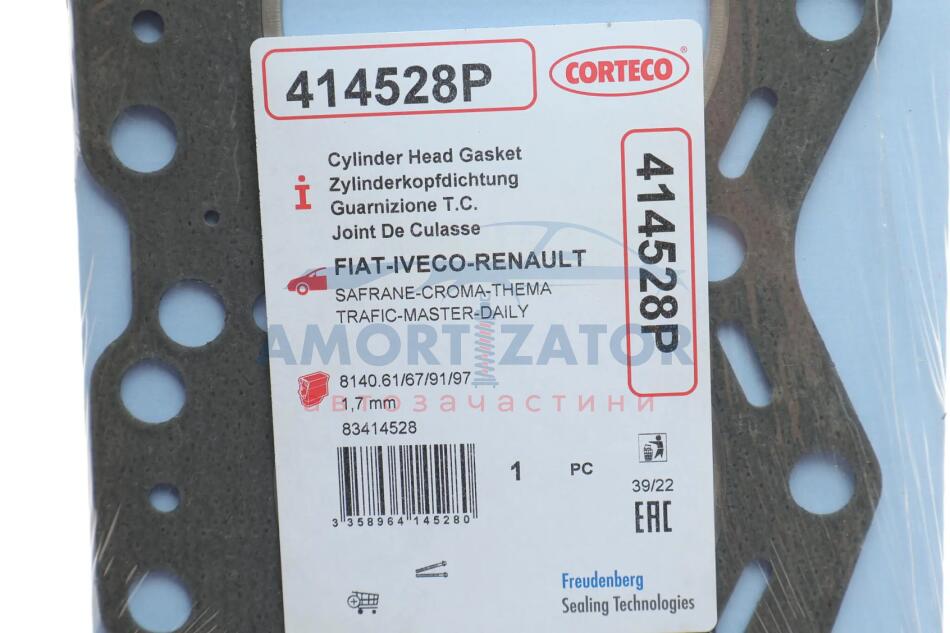 414528P
CORTECO®
Cylinder Head Gasket
Zylinderkopfdichtung
Guarnizione T.C.
Joint De Culasse
414528P
FIAT-IVECO-RENAULT
SAFRANE-CROMA-THEMA
TRAFIC-MASTER-DAILY
AMORTIZATOR
автозапчастини
8140.61/67/91/97
1,7 mm
83414528
1 PC
39/22
3 358964 145280
EAC
Freudenberg
Sealing Technologies